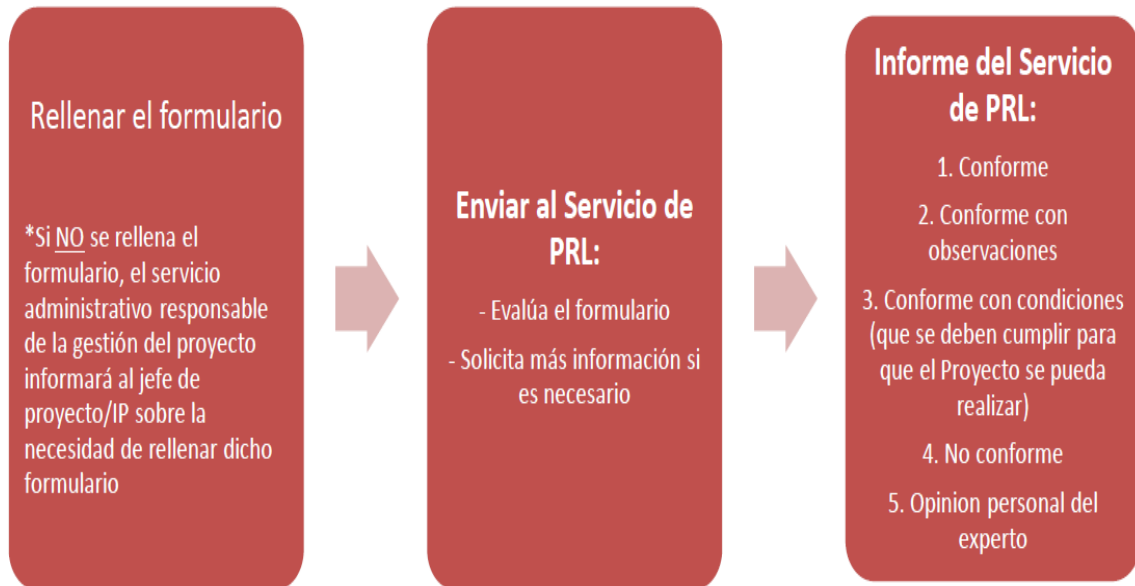 Rellenar el formulario
*Si NO se rellena el
formulario, el servicio
administrativo responsable
de la gestión del proyecto
informará al jefe de
proyecto/IP sobre la
necesidad de rellenar dicho
formulario
Enviar al Servicio de
PRL:
- Evalúa el formulario
- Solicita más información si
es necesario
Informe del Servicio
de PRL:
1. Conforme
2. Conforme con
observaciones
3. Conforme con condiciones
(que se deben cumplir para
que el Proyecto se pueda
realizar)
4. No conforme
5. Opinion personal del
experto